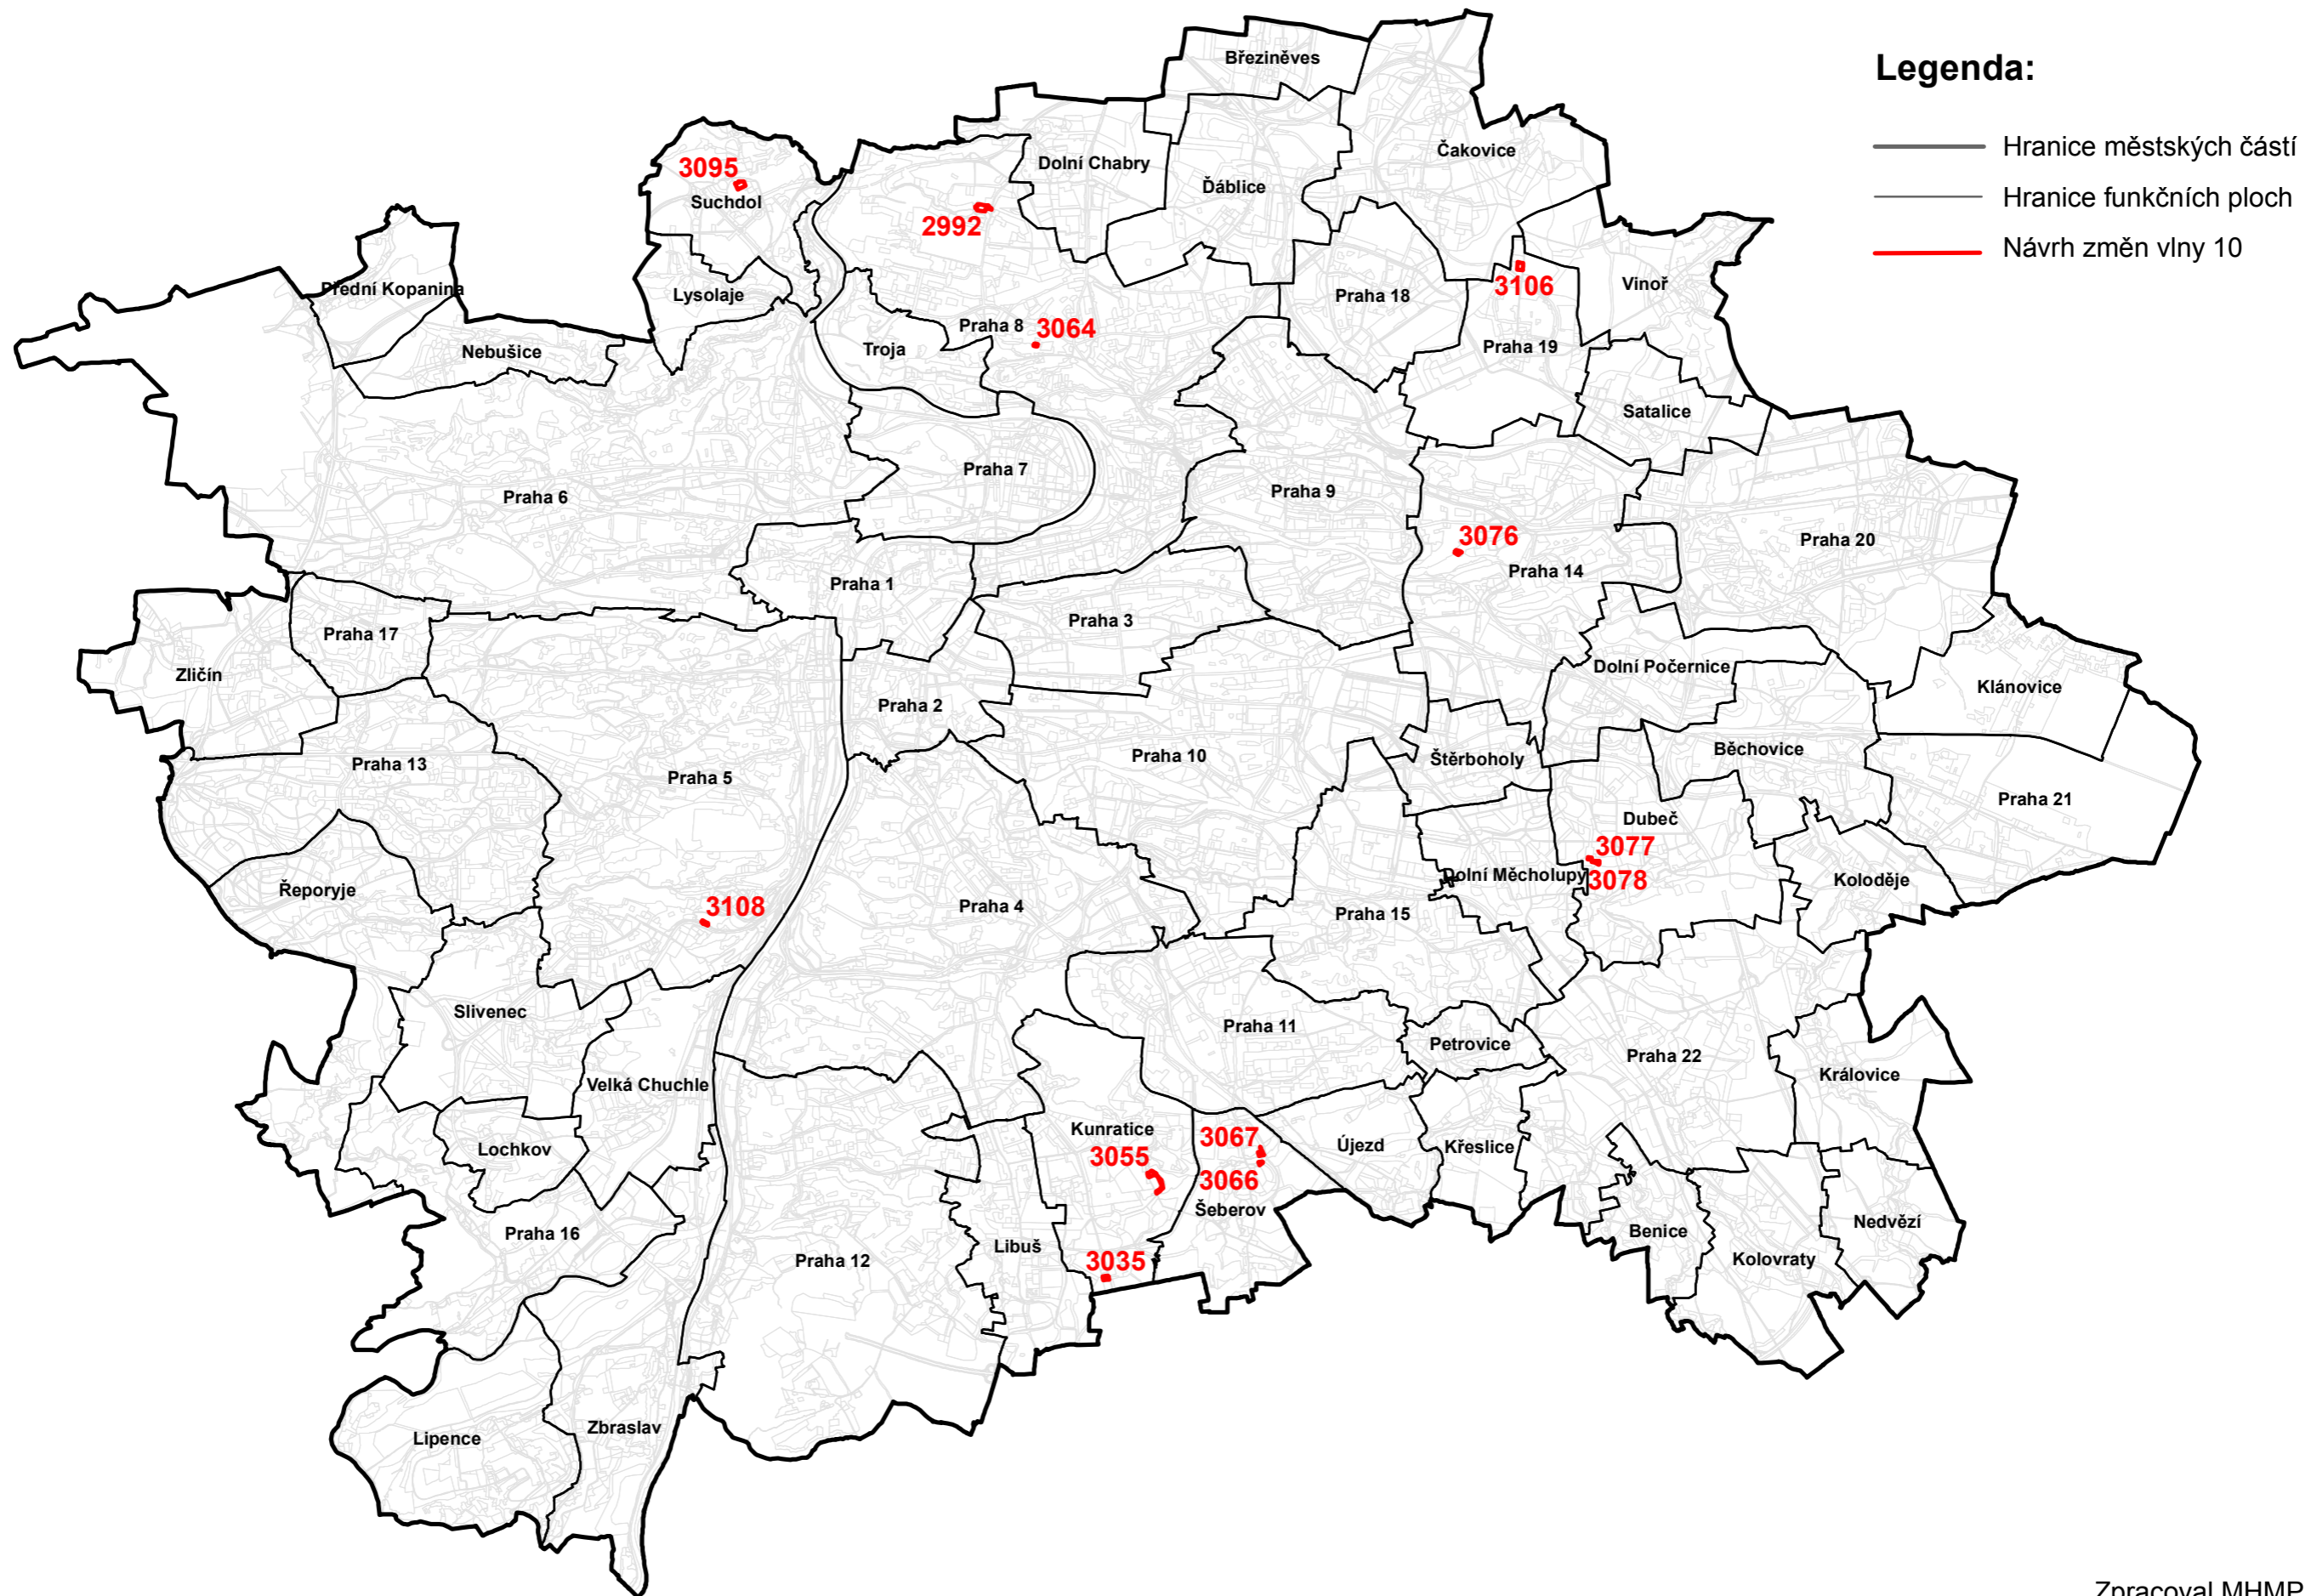 Legenda:
Hranice městských částí
Hranice funkčních ploch
Návrh změn vlny 10
Březiněves
Čakovice
Dolní Chabry
Ďáblice
3095
Suchdol
2992
Přední Kopanina
Lysolaje
Nebušice
Praha 8
3064
Troja
Praha 18
3106
Vinoř
Praha 19
Satalice
Praha 7
Praha 6
Praha 9
3076
Praha 14
Praha 20
Praha 1
Praha 3
Praha 17
Zličín
Dolní Počernice
Klánovice
Praha 2
Praha 13
Praha 5
Praha 10
Štěrboholy
Běchovice
Praha 21
Dubeč
3077
3078
Dolní Měcholupy
Koloděje
Řeporyje
3108
Praha 4
Praha 15
Slivenec
Praha 11
Petrovice
Praha 22
Královice
Velká Chuchle
Lochkov
Kunratice
3055
3067
3066
Šeberov
Újezd
Křeslice
Praha 16
Praha 12
Libuš
3035
Benice
Kolovraty
Nedvězí
Lipence
Zbraslav
Zpracoval MHMP